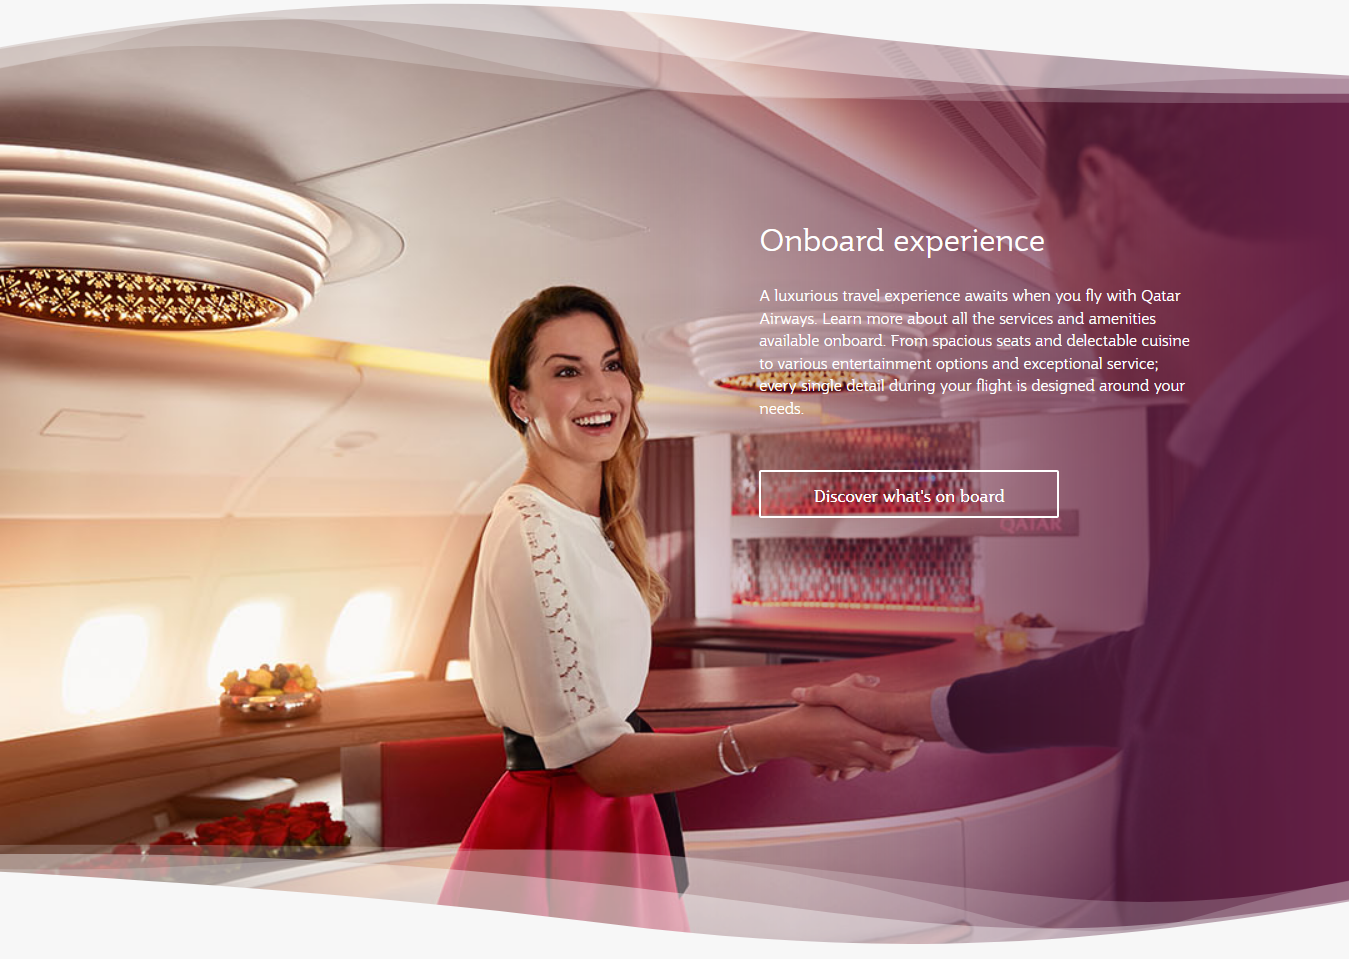 Onboard experience
A luxurious travel experience awaits when you fly with Qatar
Airways. Learn more about all the services and amenities
available onboard. From spacious seats and delectable cuisine
to various entertainment options and exceptional service;
every single detail during your flight is designed around your
needs.
Discover what's on board
QATAR